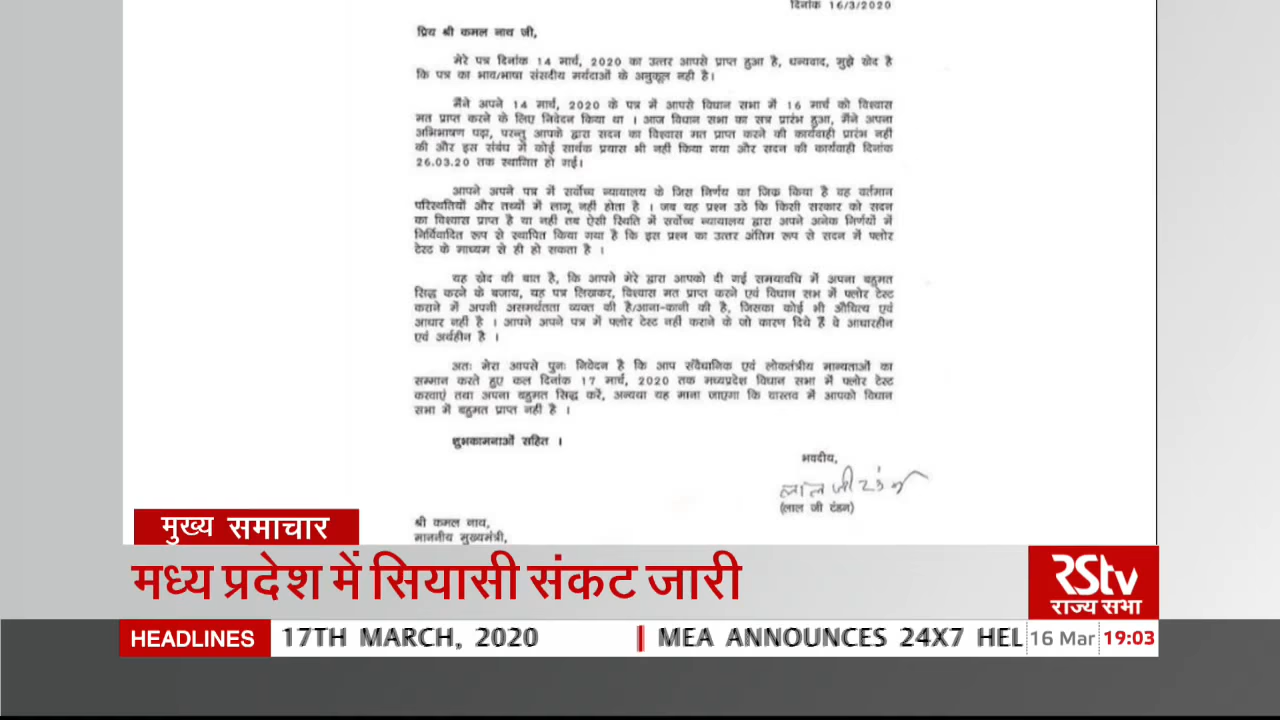 दिनांक 16/3/2020
प्रिय श्री कमल नाथ जी,
मेरे पत्र दिनांक 14 मार्च, 2020 का उत्तर आपसे प्राप्त हुआ है, धन्यवाद, मुझे खेद है
कि पत्र का भाव/भाषा संसदीय मर्यदाओं के अनुकूल नही है।
मैंने अपने 14 मार्च, 2020 के पत्र में आपसे विधान सभा में 16 मार्च को विश्वास
मत प्राप्त करने के लिए निवेदन किया था । आज विधान सभा का सत्र प्रारंभ हुआ, मैंने अपना
अभिभाषण पढ़ा, परन्तु आपके द्वारा सदन का विश्वास मत प्राप्त करने की कार्यवाही प्रारंभ नहीं
की और इस संबंध में कोई सार्थक प्रयास भी नहीं किया गया और सदन की कार्यवाही दिनांक
26.03.20 तक स्थागित हो गई।
आपने अपने पत्र में सर्वोच्च न्यायालय के जिस निर्णय का जिक्र किया है वह वर्तमान
परिस्थतियों और तथ्यों में लागू नहीं होता है । जब यह प्रश्न उठे कि किसी सरकार को सदन
का विश्वास प्राप्त है या नहीं तब ऐसी स्थिति में सर्वोच्च न्यायालय द्वारा अपने अनेक निर्णयों में
निर्विवादित रूप से स्थापित किया गया है कि इस प्रश्न का उत्तर अंतिम रूप से सदन में फ्लोर
टेस्ट के माध्यम से ही हो सकता है ।
यह खेद की बात है, कि आपने मेरे द्वारा आपको दी गई समयावधि में अपना बहुमत
सिद्ध करने के बजाय, यह पत्र लिखकर, विश्वास मत प्राप्त करने एवं विधान सभ में फ्लोर टेस्ट
कराने में अपनी असमर्थतता व्यक्त की है/आना-कानी की है, जिसका कोई भी औचित्य एवं
आधार नहीं है । आपने अपने पत्र में फ्लोर टेस्ट नहीं कराने के जो कारण दिये हैं वे आधारहीन
एवं अर्थहीन है ।
अतः मेरा आपसे पुनः निवेदन है कि आप संवैधानिक एवं लोकतंत्रीय मान्यताओं का
सम्मान करते हुए कल दिनांक 17 मार्च, 2020 तक मध्यप्रदेश विधान सभा में फ्लोर टेस्ट
करवाएं तथा अपना बहुमत सिद्ध करें, अन्यथा यह माना जाएगा कि वास्तव में आपको विधान
सभा में बहुमत प्राप्त नही है ।
शुभकामनाओं सहित ।
भवदीय,
लाल जी टंडन
(लाल जी टंडन)
श्री कमल नाथ,
माननीय मुख्यमंत्री,
मुख्य समाचार
मध्य प्रदेश में सियासी संकट जारी
RSTV
राज्य सभा
HEADLINES 17TH MARCH, 2020 MEA ANNOUNCES 24X7 HEL 16 Mar 19:03